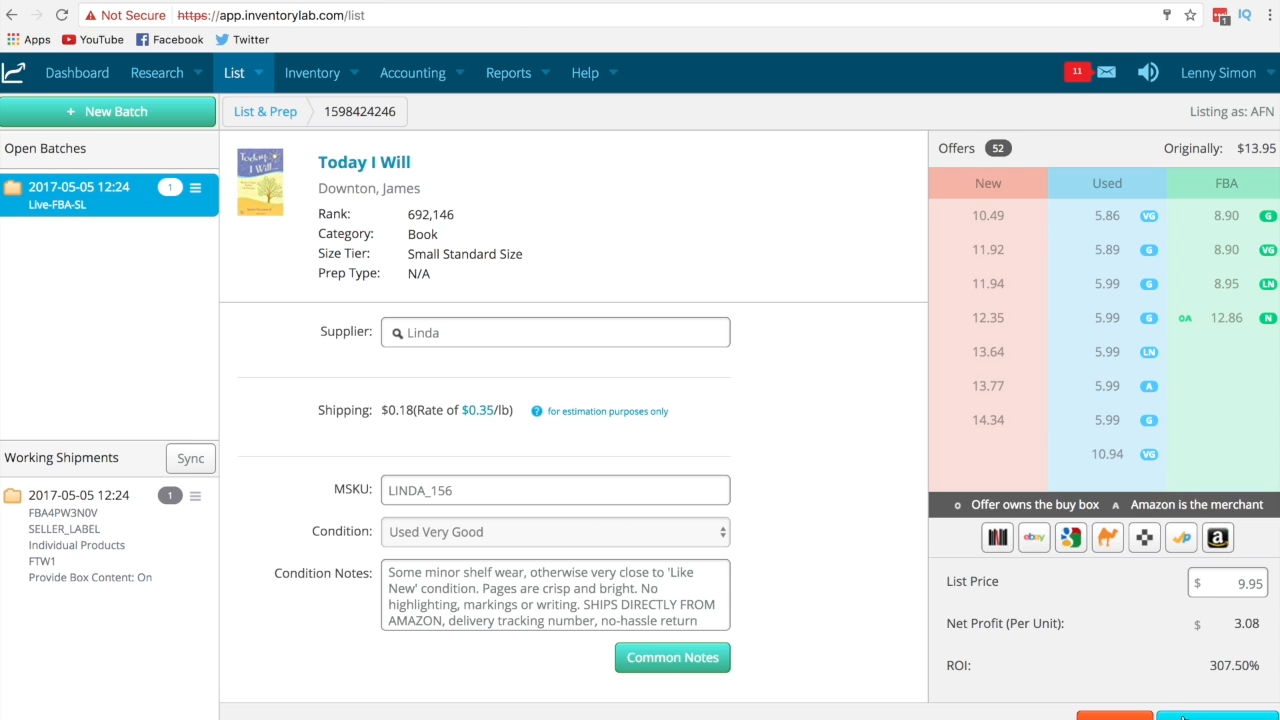 Not Secure https://app.inventorylab.com/list
1 IQ
Apps YouTube Facebook Twitter
Dashboard Research List Inventory Accounting Reports Help 11 Lenny Simon
+ New Batch
List & Prep 1598424246
Listing as: AFN
Open Batches
2017-05-05 12:24 1
Live-FBA-SL
Working Shipments Sync
2017-05-05 12:24 1
FBA4PW3N0V
SELLER_LABEL
Individual Products
FTW1
Provide Box Content: On
Today I Will...
Today I Will
Downton, James
Rank: 692,146
Category: Book
Size Tier: Small Standard Size
Prep Type: N/A
Supplier: Linda
Shipping: $0.18(Rate of $0.35/lb) ? for estimation purposes only
MSKU: LINDA_156
Condition: Used Very Good
Condition Notes: Some minor shelf wear, otherwise very close to 'Like
New' condition. Pages are crisp and bright. No
highlighting, markings or writing. SHIPS DIRECTLY FROM
AMAZON, delivery tracking number, no-hassle return
Common Notes
Offers 52 Originally: $13.95
New Used FBA
10.49 5.86 VG 8.90 G
11.92 5.89 G 8.90 VG
11.94 5.99 G 8.95 LN
12.35 5.99 G OA 12.86 N
13.64 5.99 LN
13.77 5.99 A
14.34 5.99 G
10.94 VG
O Offer owns the buy box A Amazon is the merchant
ebay a
List Price $ 9.95
Net Profit (Per Unit): $ 3.08
ROI: 307.50%